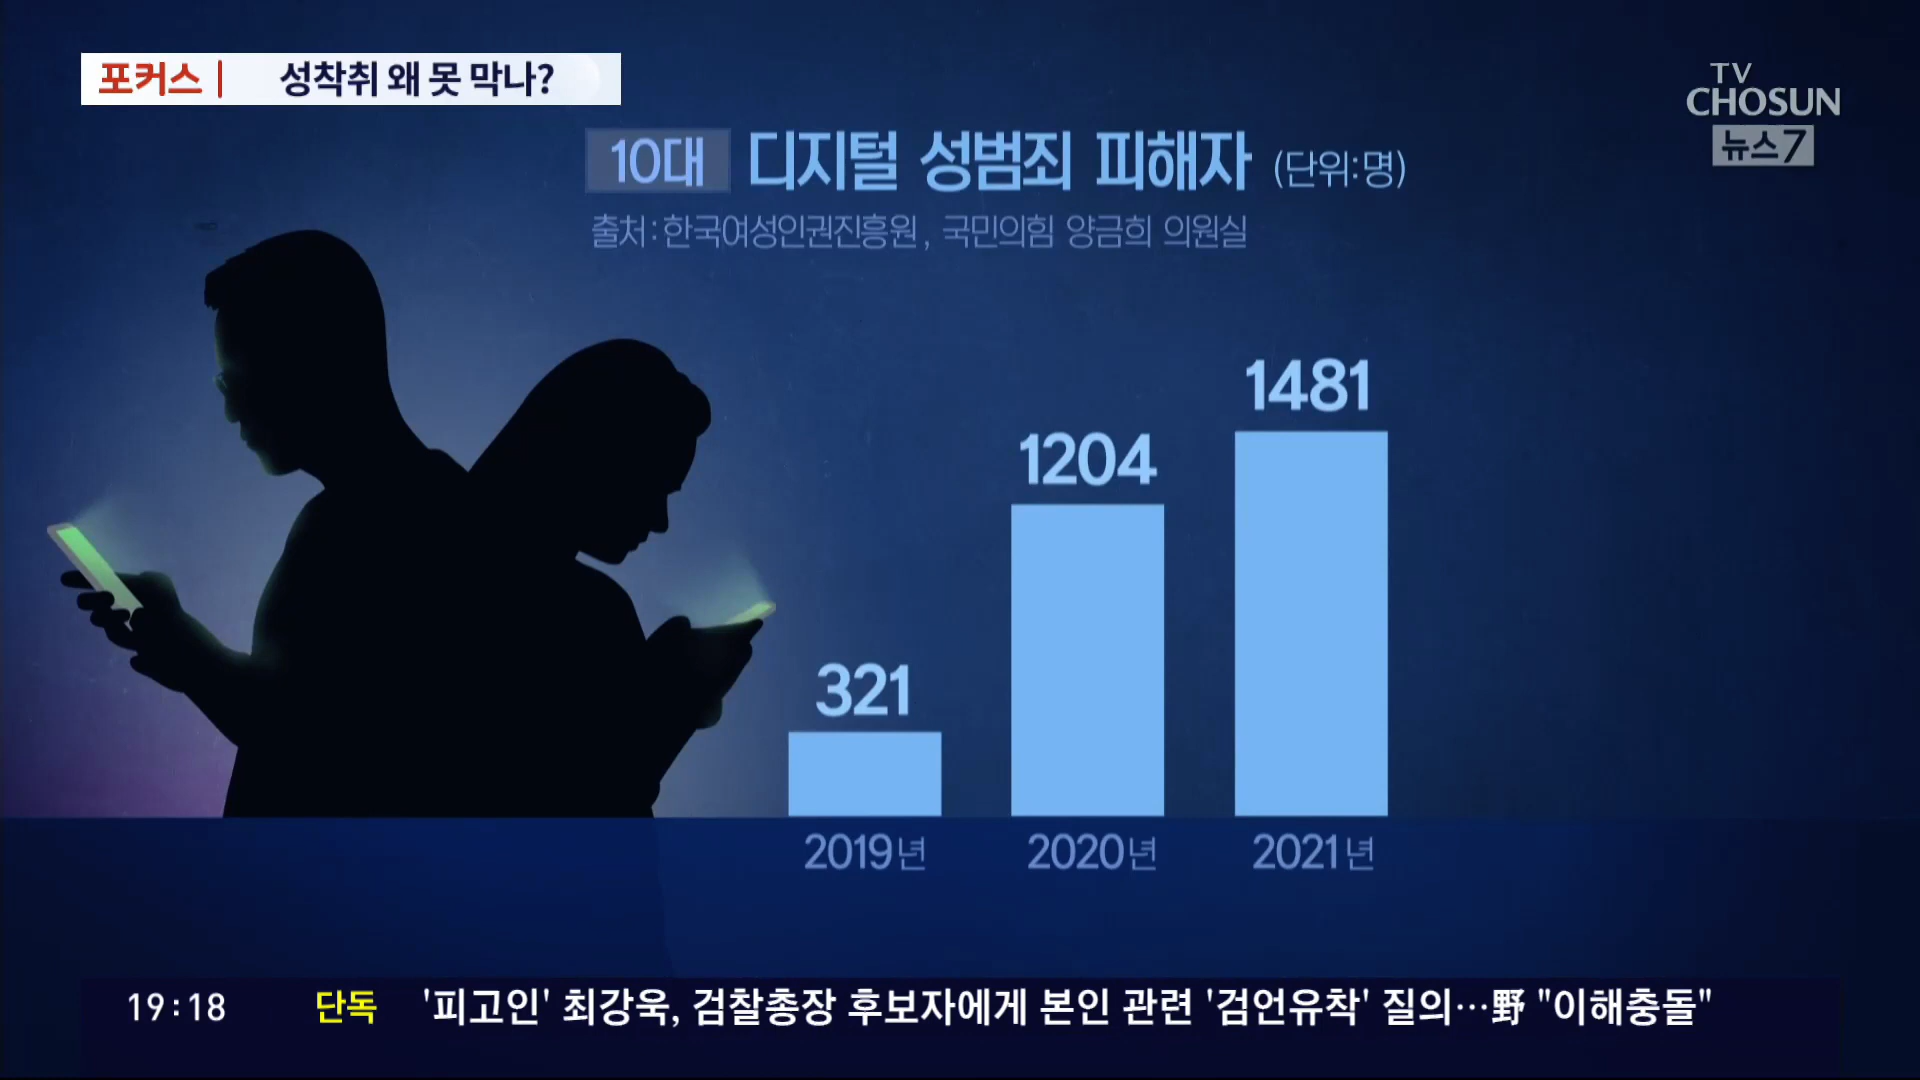 포커스 | 성착취 왜 못 막나?
TV
CHOSUN
뉴스7
10대 디지털 성범죄 피해자 (단위:명)
출처:한국여성인권진흥원, 국민의힘 양금희 의원실
1481
1204
321
2019년 2020년 2021년
19:18 단독 '피고인' 최강욱, 검찰총장 후보자에게 본인 관련 '검언유착' 질의…野 "이해충돌"